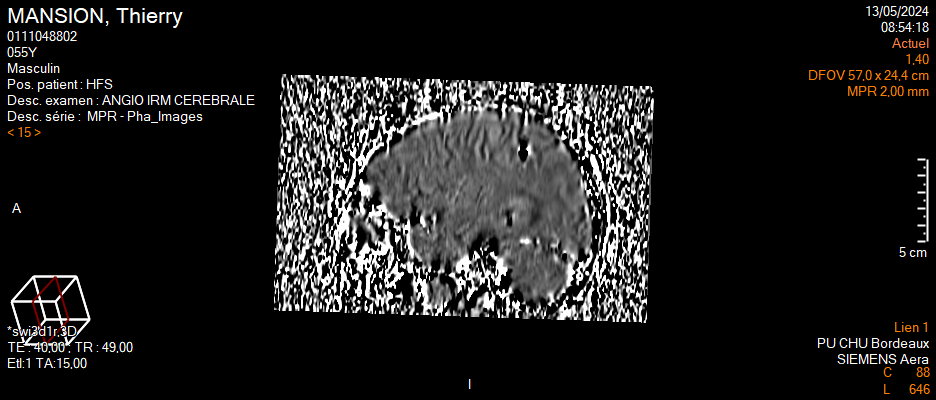 MANSION, Thierry
0111048802
055Y
Masculin
Pos. patient : HFS
Desc. examen : ANGIO IRM CEREBRALE
Desc. série : MPR - Pha_Images
< 15 >
13/05/2024
08:54:18
Actuel
1,40
DFOV 57,0 x 24,4 cm
MPR 2,00 mm
A
5 cm
*swi3d1r,3D
TE : 40,00 , TR : 49,00
Etl:1 TA:15,00
I
Lien 1
PU CHU Bordeaux
SIEMENS Aera
C 88
L 646